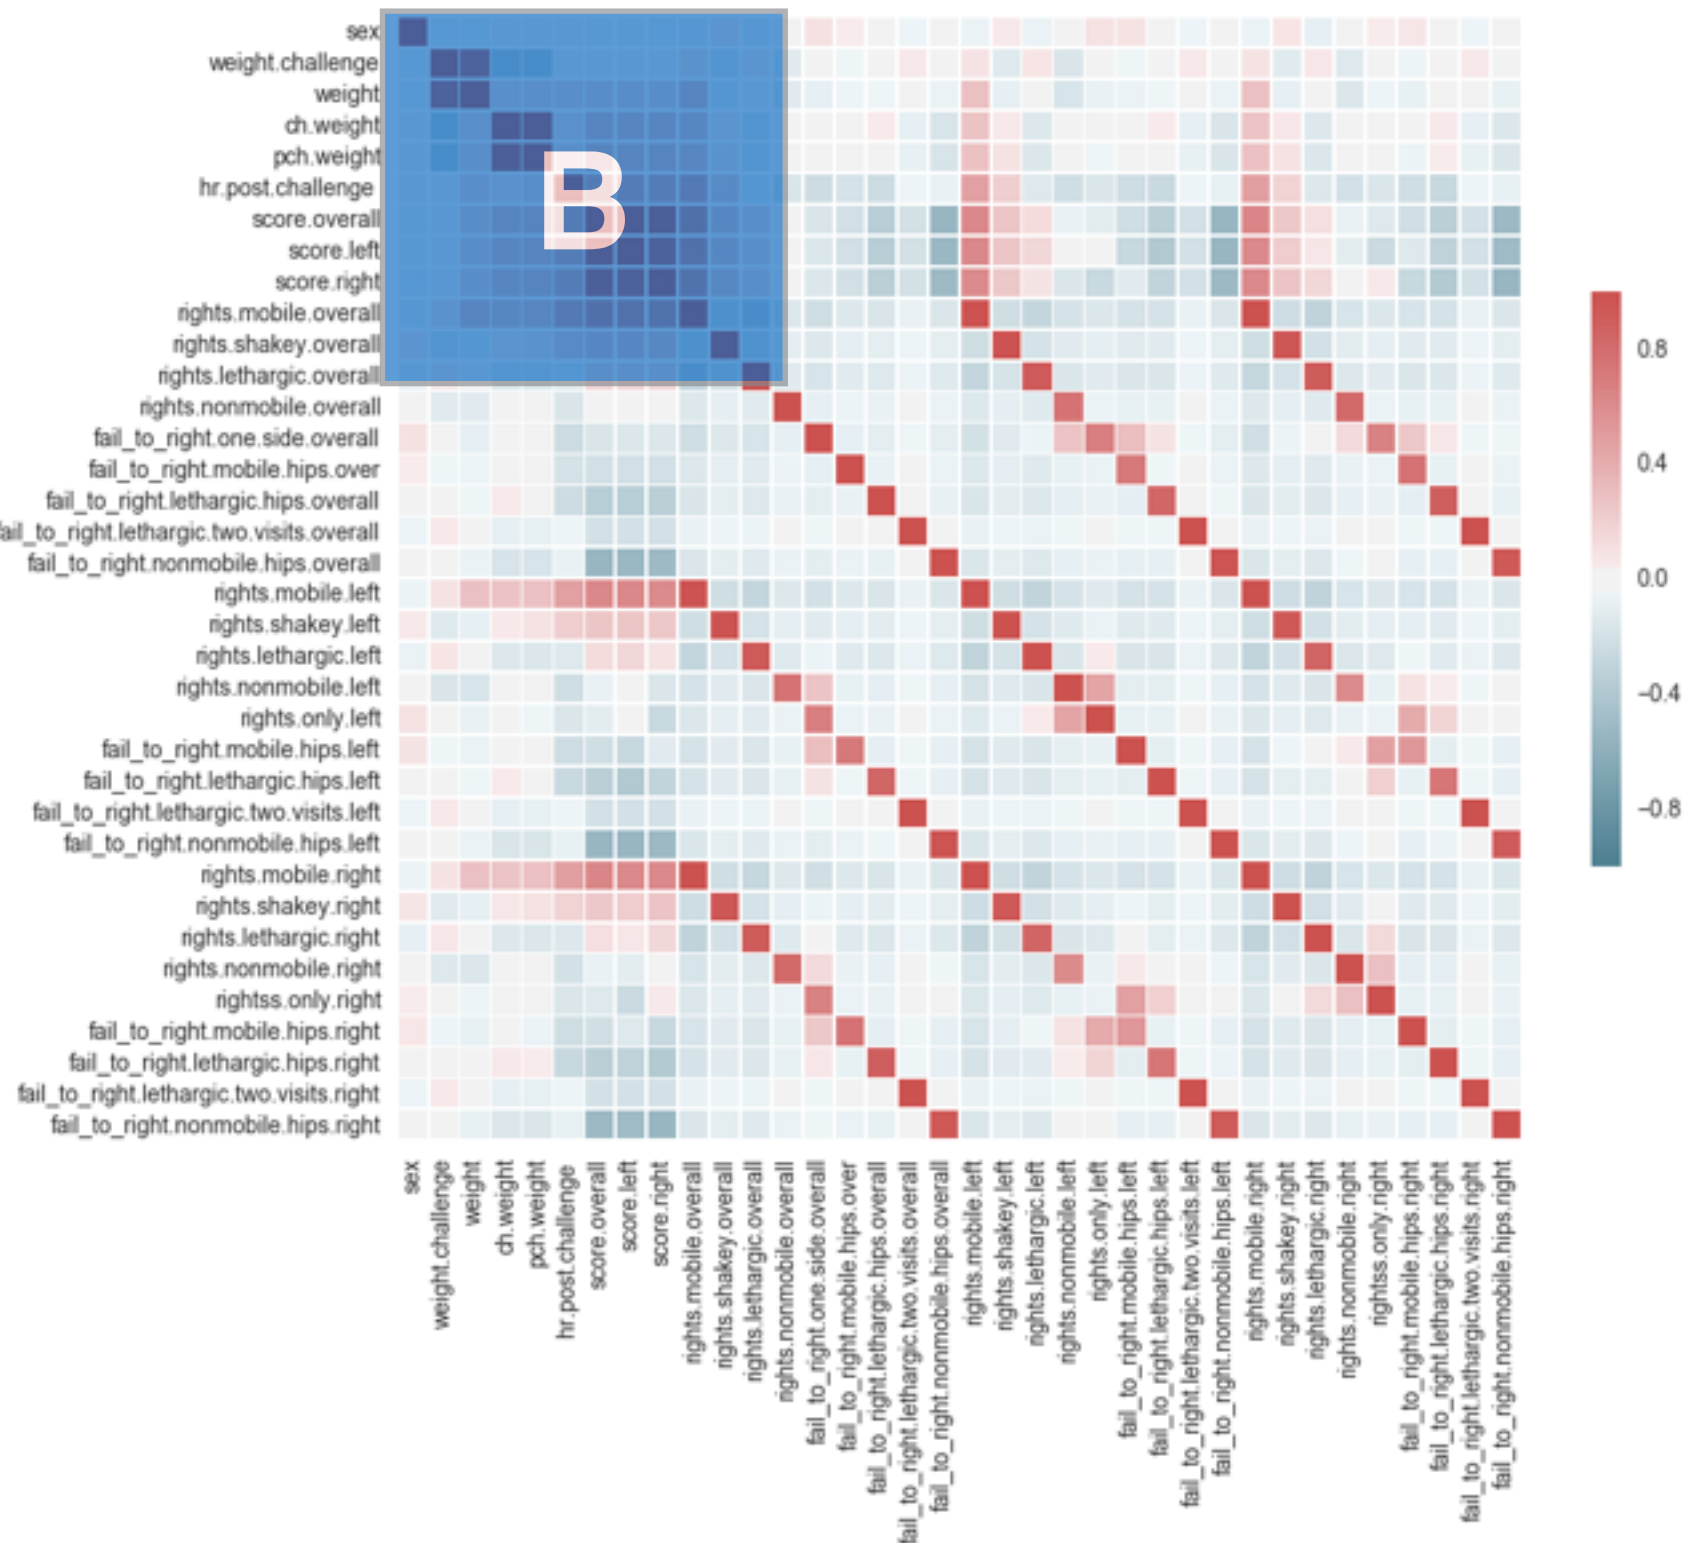 sex
weight.challenge
weight
ch.weight
pch.weight
hr.post.challenge
score.overall
score.left
score.right
rights.mobile.overall
rights.shakey.overall
rights.lethargic.overall
rights.nonmobile.overall
fail_to_right.one.side.overall
fail_to_right.mobile.hips.over
fail_to_right.lethargic.hips.overall
ail_to_right.lethargic.two.visits.overall
fail_to_right.nonmobile.hips.overall
rights.mobile.left
rights.shakey.left
rights.lethargic.left
rights.nonmobile.left
rights.only.left
fail_to_right.mobile.hips.left
fail_to_right.lethargic.hips.left
fail_to_right.lethargic.two.visits.left
fail_to_right.nonmobile.hips.left
rights.mobile.right
rights.shakey.right
rights.lethargic.right
rights.nonmobile.right
rightss.only.right
fail_to_right.mobile.hips.right
fail_to_right.lethargic.hips.right
fail_to_right.lethargic.two.visits.right
fail_to_right.nonmobile.hips.right
B
sex
weight.challenge
weight
ch.weight
pch.weight
hr.post.challenge
score.overall
score.left
score.right
rights.mobile.overall
rights.shakey.overall
rights.lethargic.overall
rights.nonmobile.overall
fail_to_right.one.side.overall
fail_to_right.mobile.hips.over
fail_to_right.lethargic.hips.overall
fail_to_right.lethargic.two.visits.overall
fail_to_right.nonmobile.hips.overall
rights.mobile.left
rights.shakey.left
rights.lethargic.left
rights.nonmobile.left
rights.only.left
fail_to_right.mobile.hips.left
fail_to_right.lethargic.hips.left
fail_to_right.lethargic.two.visits.left
fail_to_right.nonmobile.hips.left
rights.mobile.right
rights.shakey.right
rights.lethargic.right
rights.nonmobile.right
rightss.only.right
fail_to_right.mobile.hips.right
fail_to_right.lethargic.hips.right
fail_to_right.lethargic.two.visits.right
fail_to_right.nonmobile.hips.right
0.8
0.4
0.0
−0.4
−0.8